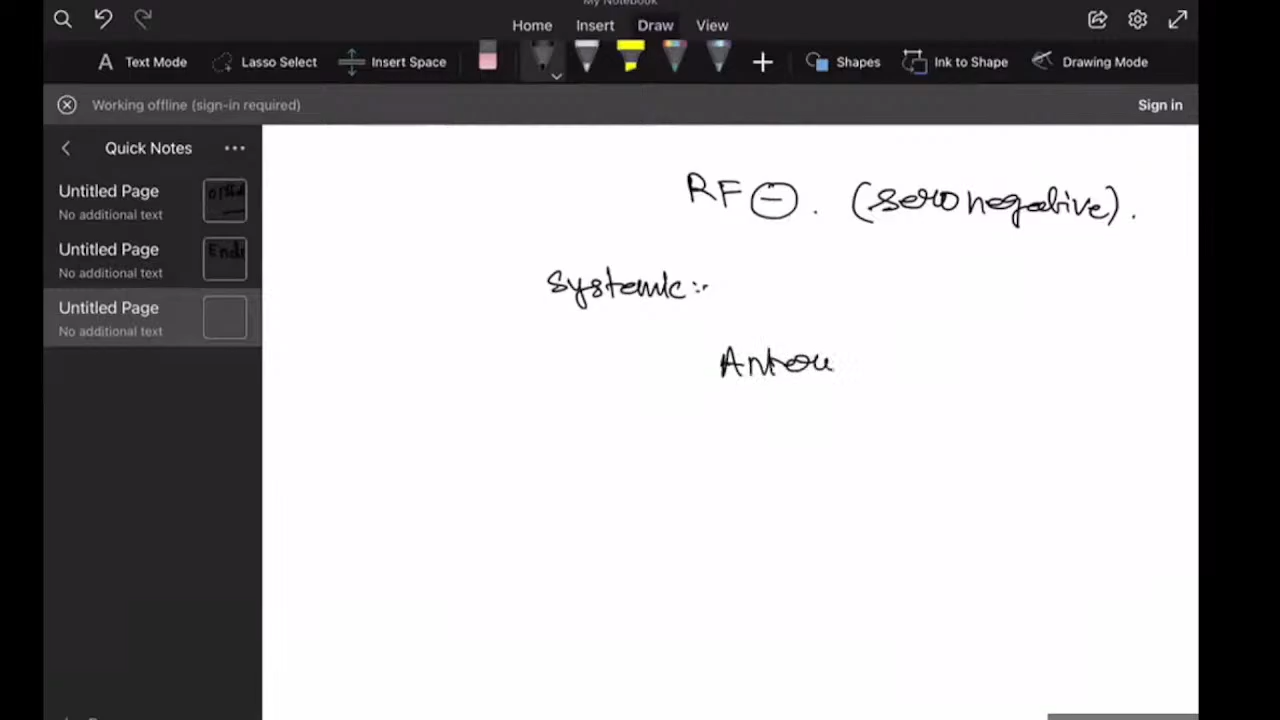 My Notebook
Home Insert Draw View
Text Mode Lasso Select Insert Space Shapes Ink to Shape Drawing Mode
Working offline (sign-in required) Sign in
Quick Notes
Untitled Page
No additional text
Untitled Page
No additional text
Untitled Page
No additional text
RF ⊖. (seronegative).
Systemic :-